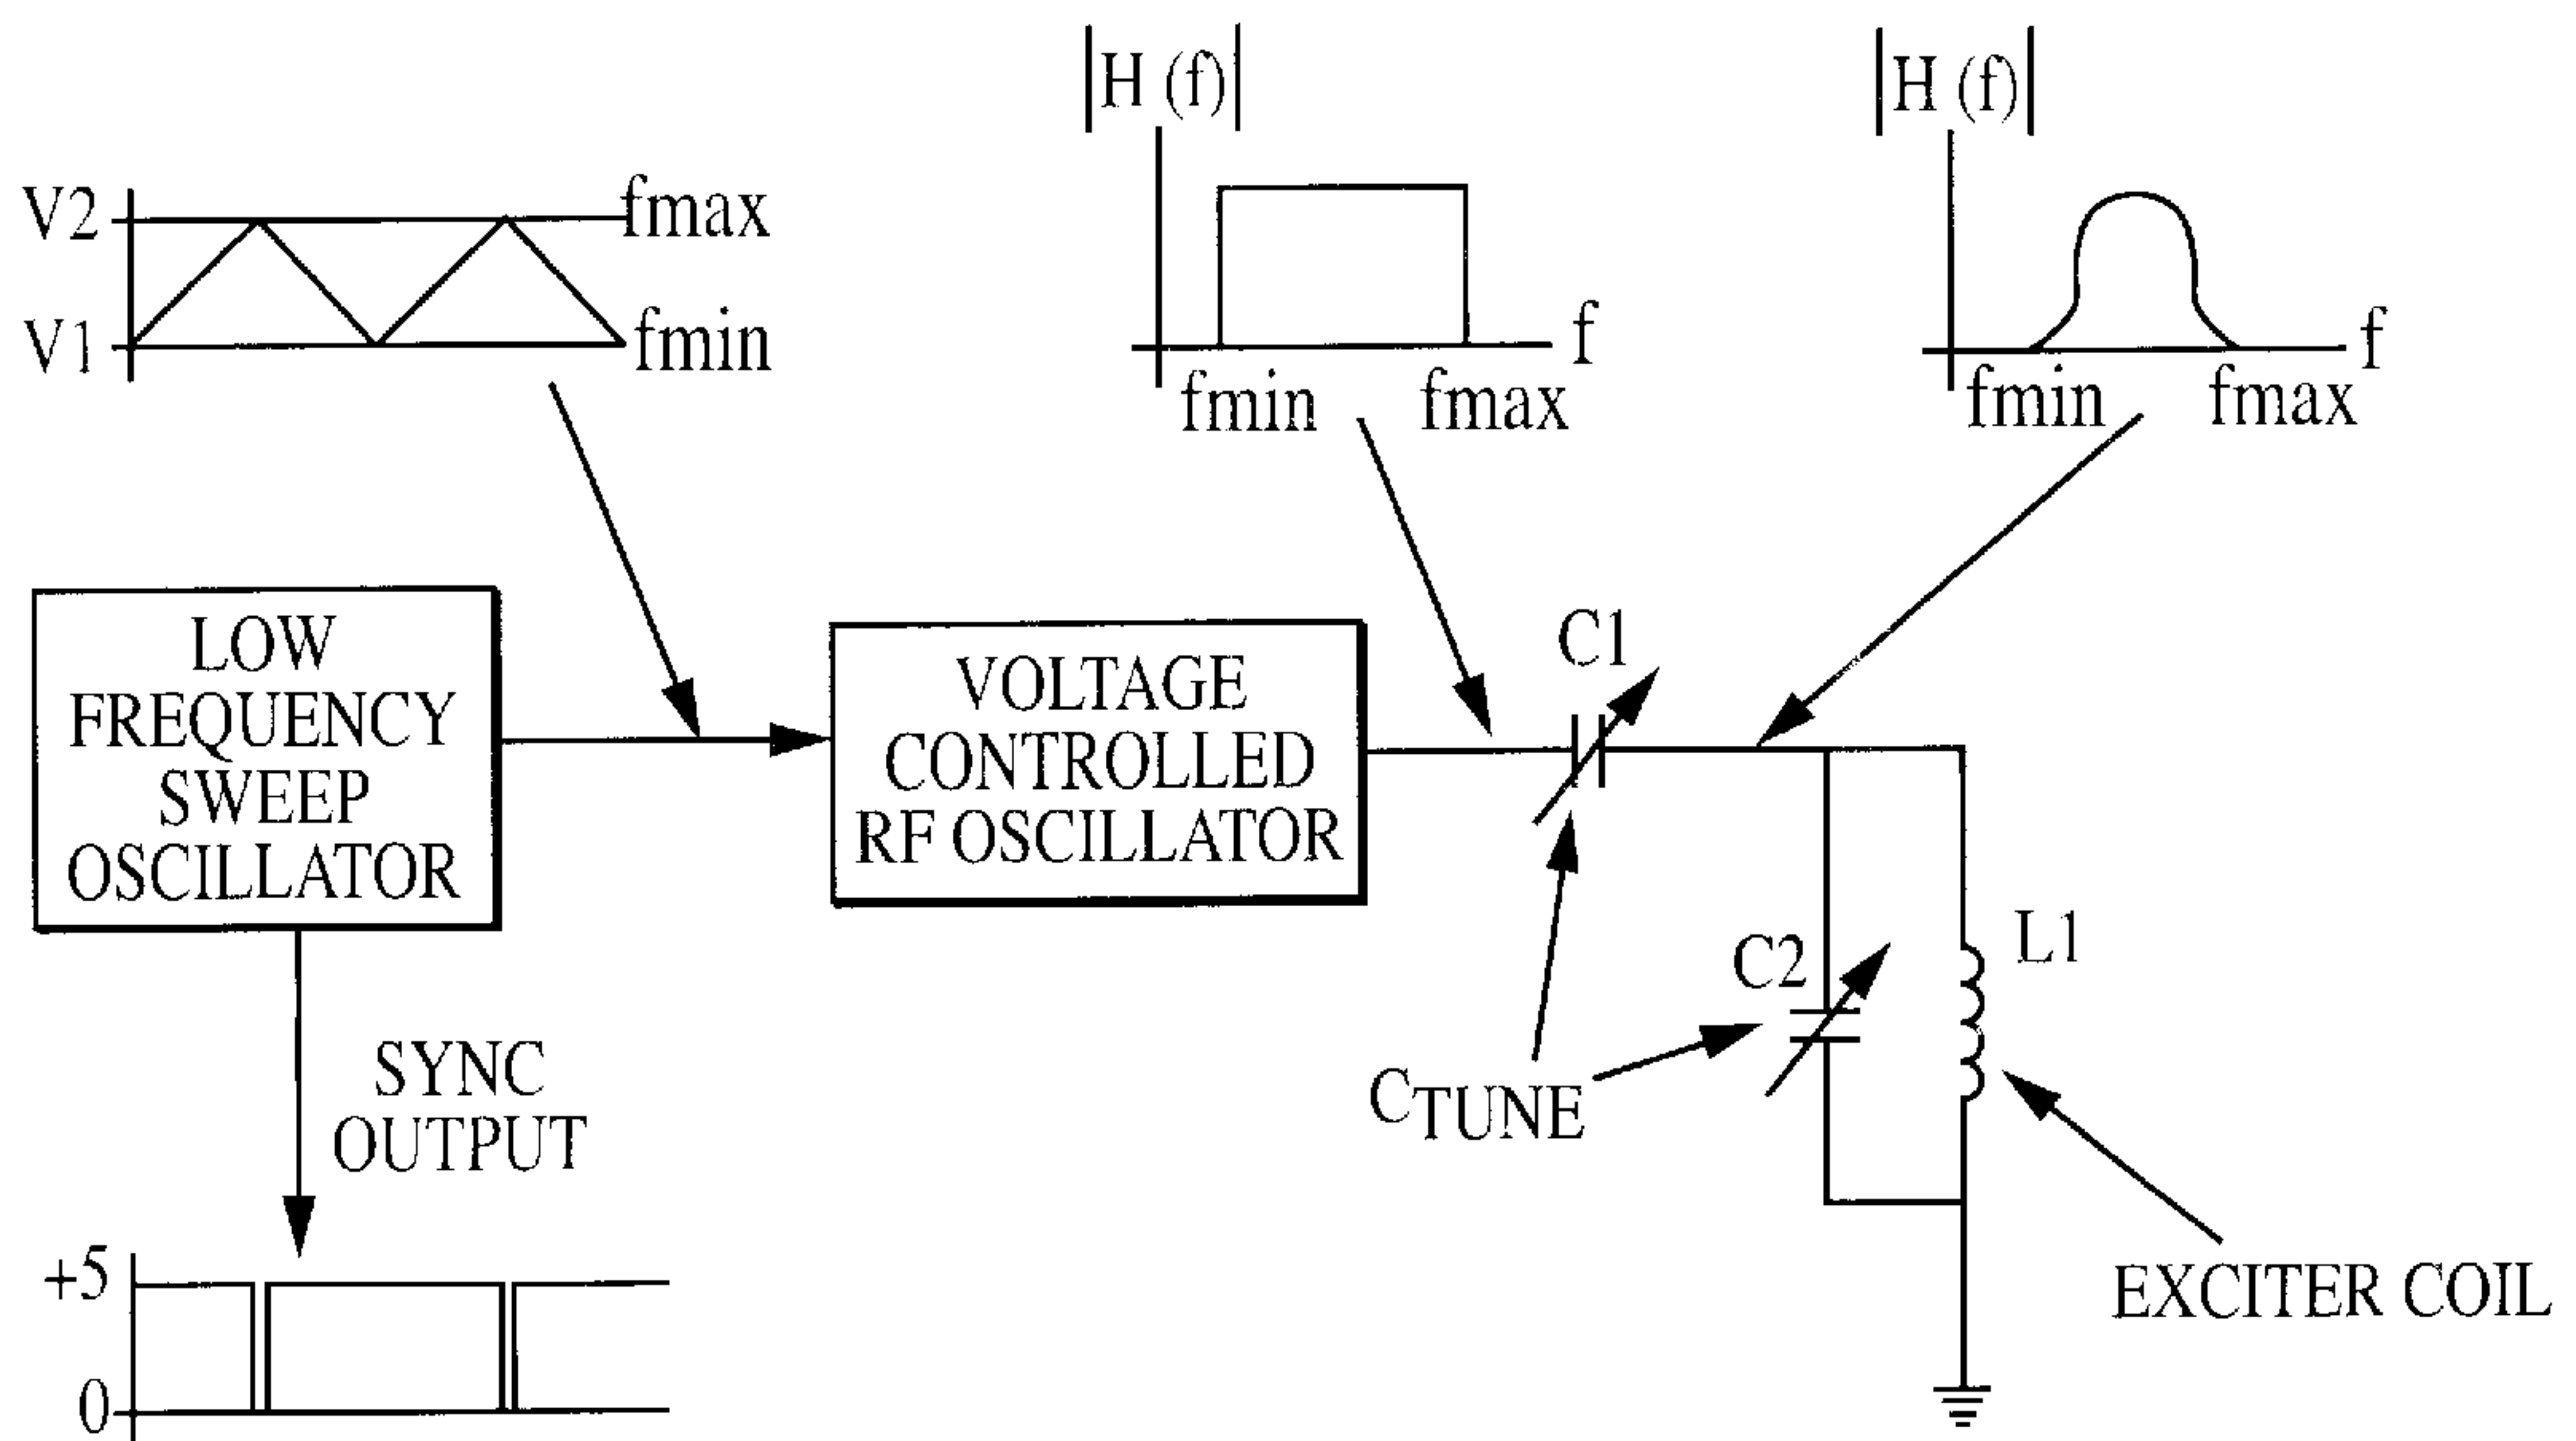 V2
fmax
V1
fmin
|H (f)|
f
fmin
fmax
|H (f)|
f
fmin
fmax
LOW
FREQUENCY
SWEEP
OSCILLATOR
VOLTAGE
CONTROLLED
RF OSCILLATOR
C1
C2
L1
CTUNE
EXCITER COIL
SYNC
OUTPUT
+5
0